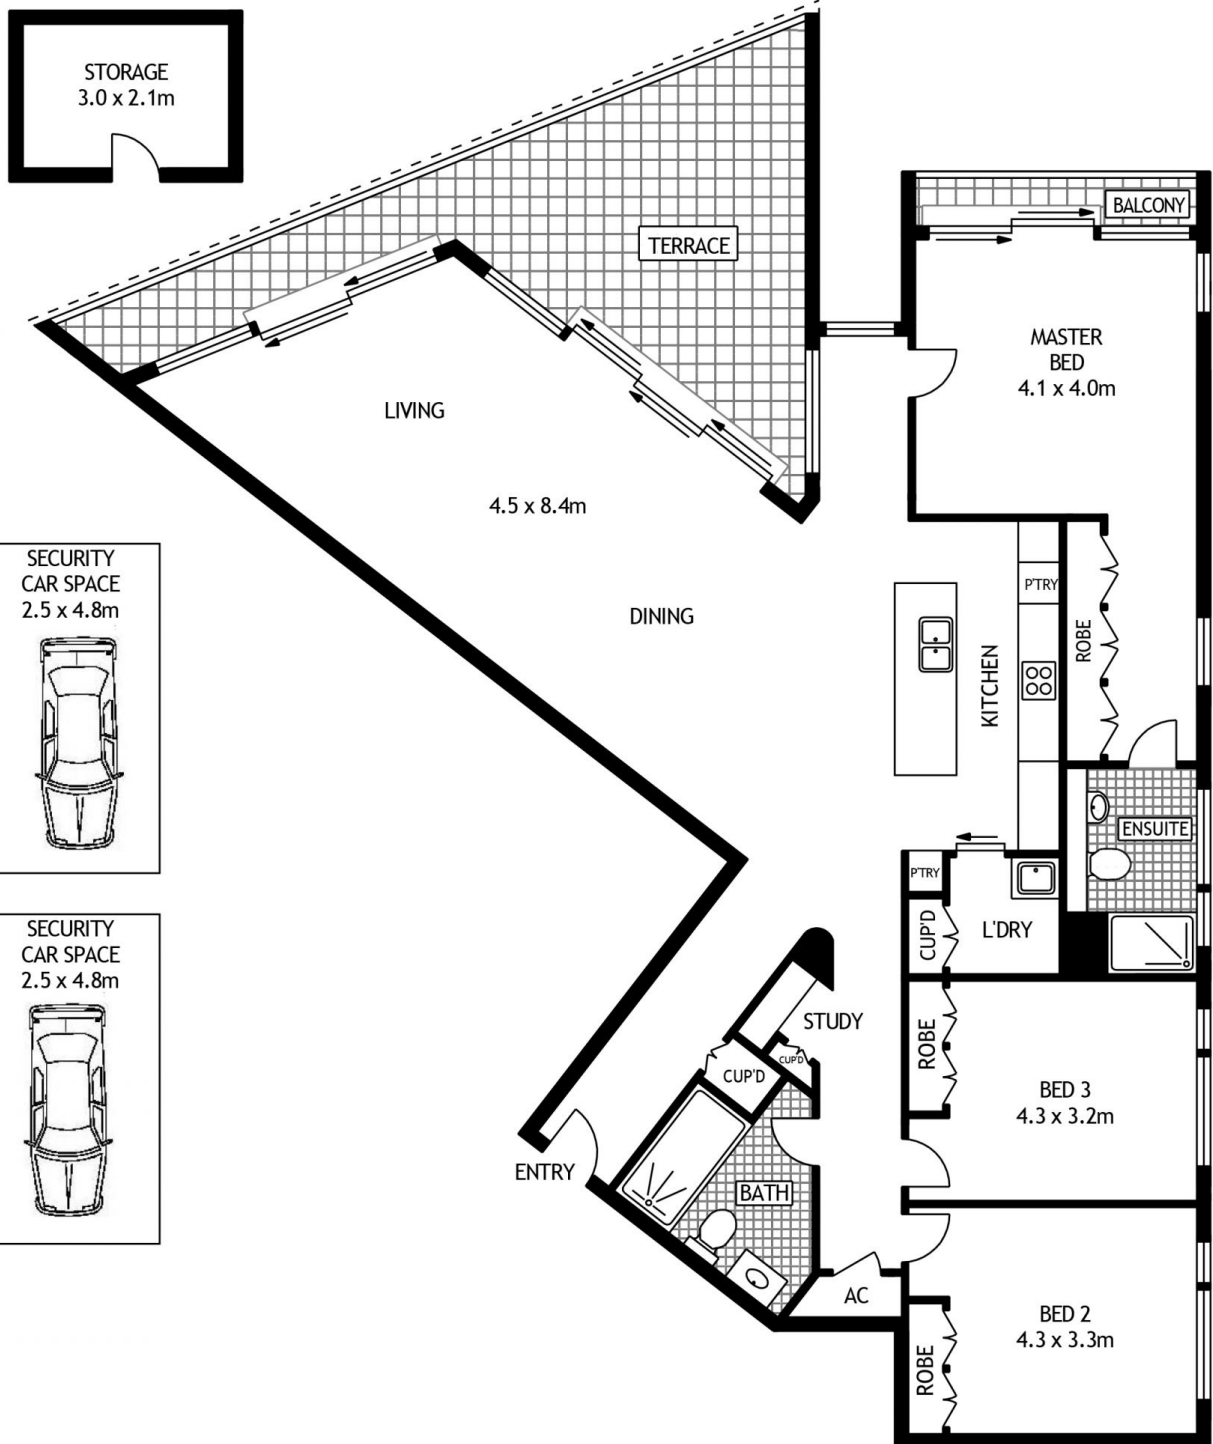 STORAGE
3.0 x 2.1m
TERRACE
BALCONY
MASTER
BED
4.1 x 4.0m
LIVING
4.5 x 8.4m
SECURITY
CAR SPACE
2.5 x 4.8m
DINING
P'TRY
ROBE
KITCHEN
ENSUITE
P'TRY
CUP'D
L'DRY
SECURITY
CAR SPACE
2.5 x 4.8m
STUDY
CUP'D
CUP'D
ROBE
BED 3
4.3 x 3.2m
ENTRY
BATH
AC
BED 2
4.3 x 3.3m
ROBE